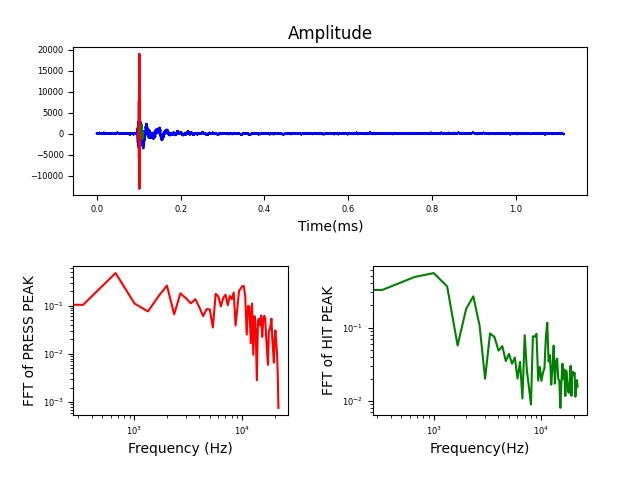 Amplitude
20000
15000
10000
5000
0
−5000
−10000
0.0 0.2 0.4 0.6 0.8 1.0
Time(ms)
FFT of PRESS PEAK
10⁻¹
10⁻²
10⁻³
10³ 10⁴
Frequency (Hz)
FFT of HIT PEAK
10⁻¹
10⁻²
10³ 10⁴
Frequency(Hz)